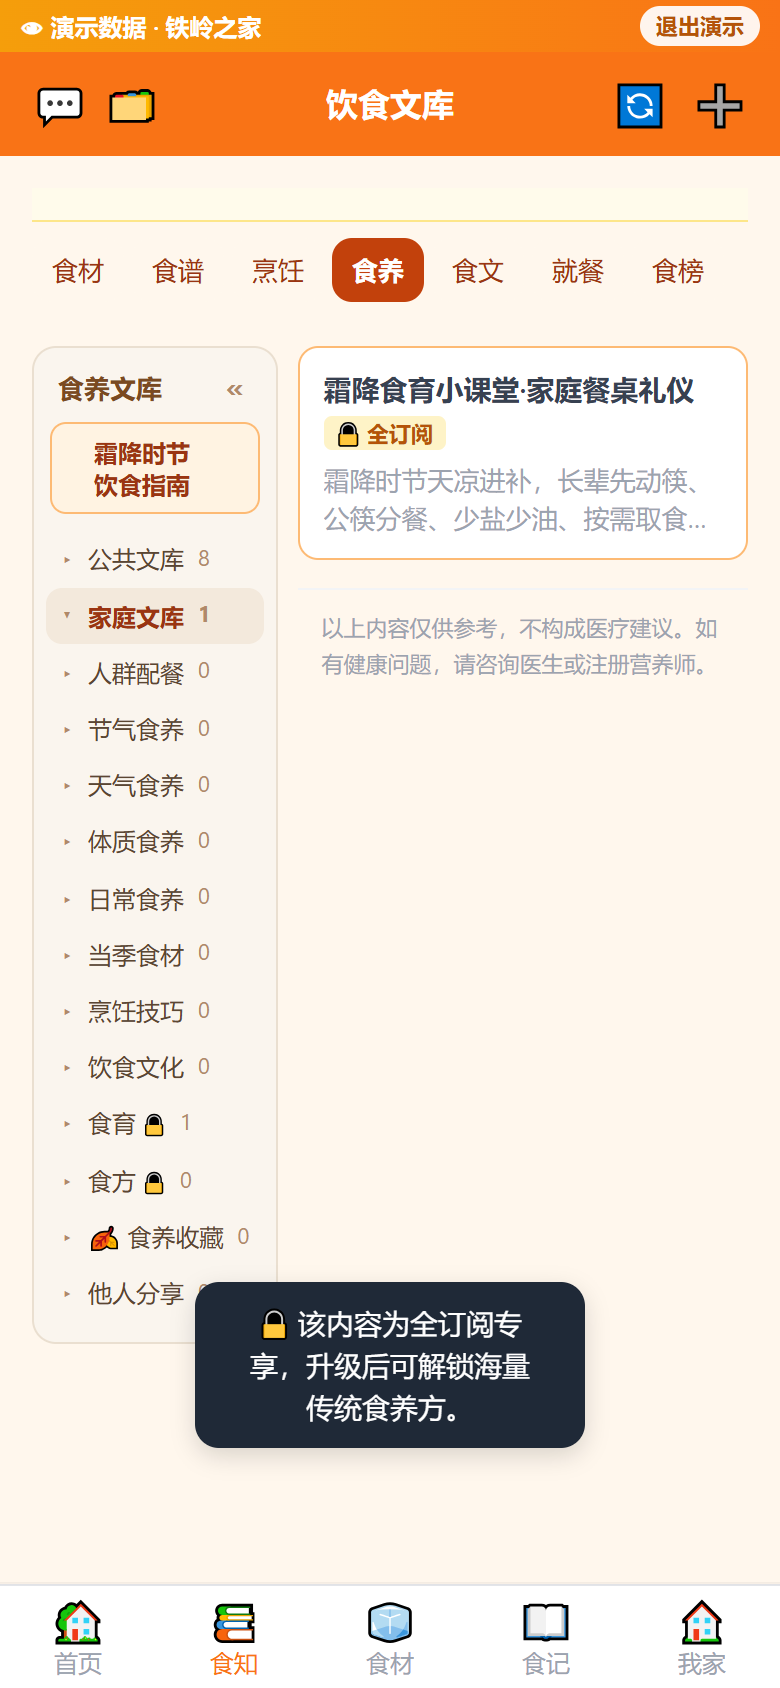 演示数据 · 铁岭之家
退出演示
饮食文库
食材
食谱
烹饪
食养
食文
就餐
食榜
食养文库
«
霜降时节
饮食指南
公共文库 8
家庭文库 1
人群配餐 0
节气食养 0
天气食养 0
体质食养 0
日常食养 0
当季食材 0
烹饪技巧 0
饮食文化 0
食育 1
食方 0
食养收藏 0
他人分享
霜降食育小课堂·家庭餐桌礼仪
全订阅
霜降时节天凉进补，长辈先动筷、
公筷分餐、少盐少油、按需取食...
以上内容仅供参考，不构成医疗建议。如
有健康问题，请咨询医生或注册营养师。
该内容为全订阅专
享，升级后可解锁海量
传统食养方。
首页
食知
食材
食记
我家